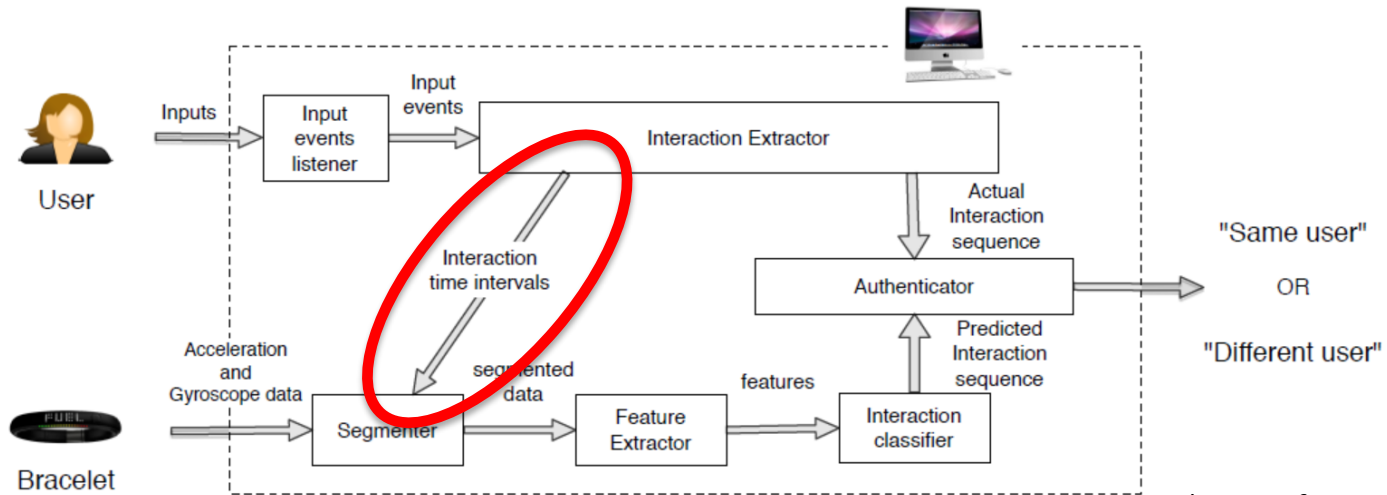 Input
events
Inputs
Input
events
listener
Interaction Extractor
User
Actual
Interaction
sequence
"Same user"
Interaction
time intervals
Authenticator
OR
Predicted
Interaction
sequence
"Different user"
Acceleration
and
Gyroscope data
segmented
data
features
FUEL
Segmenter
Feature
Extractor
Interaction
classifier
Bracelet